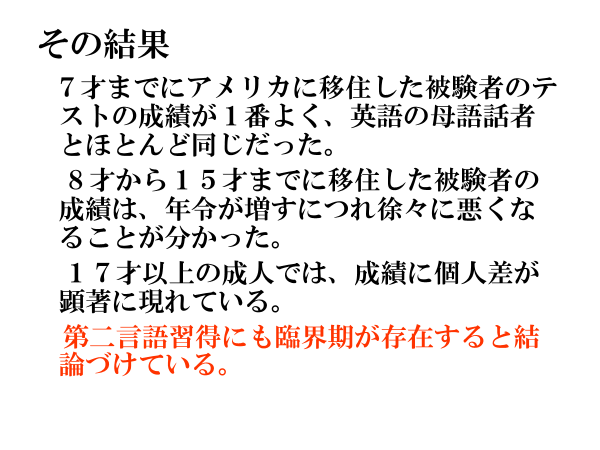 その結果
７才までにアメリカに移住した被験者のテ
ストの成績が１番よく、英語の母語話者
とほとんど同じだった。
８才から１５才までに移住した被験者の
成績は、年令が増すにつれ徐々に悪くな
ることが分かった。
１７才以上の成人では、成績に個人差が
顕著に現れている。
第二言語習得にも臨界期が存在すると結
論づけている。